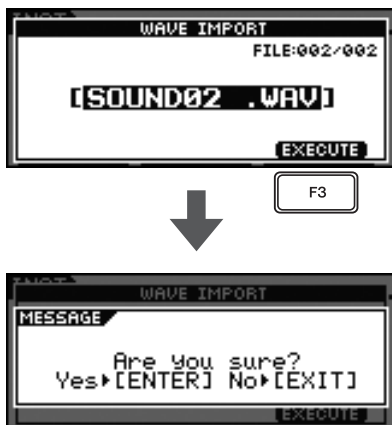 WAVE IMPORT
FILE:002/002
[SOUND02 .WAV]
EXECUTE
F3
WAVE IMPORT
MESSAGE
Are you sure?
Yes▶[ENTER] No▶[EXIT]
EXECUTE